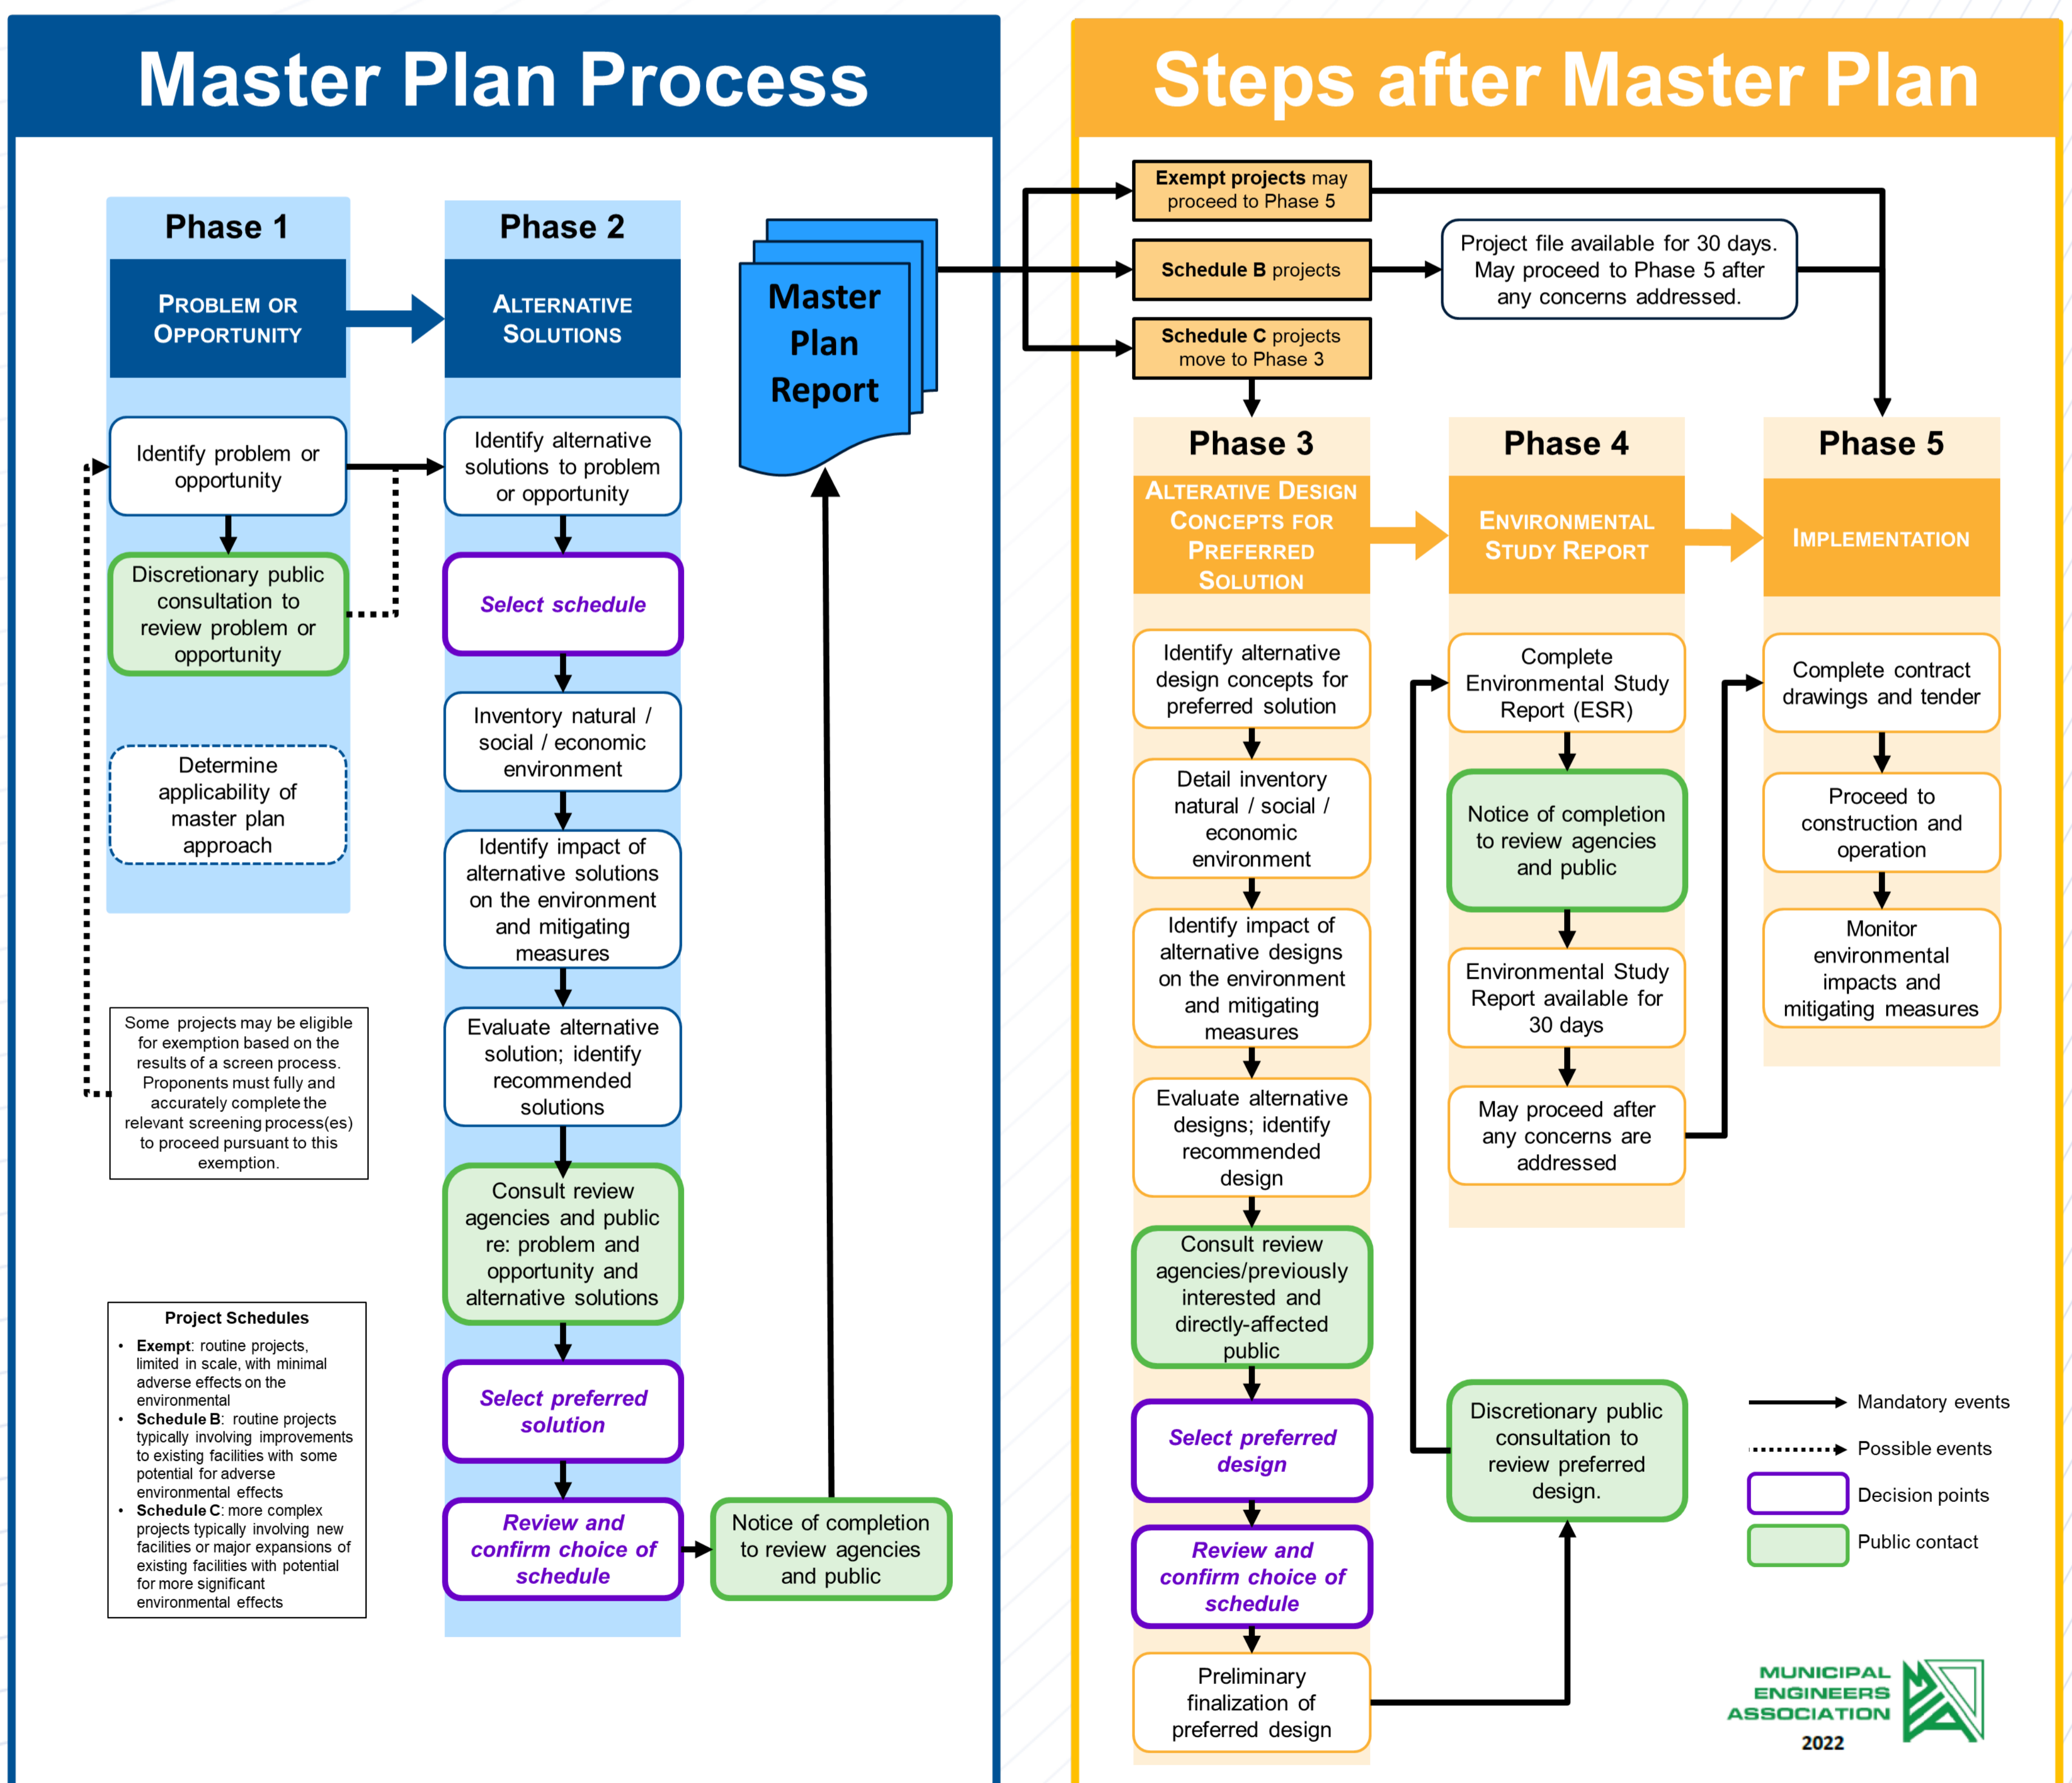 Master Plan Process
Phase 1
PROBLEM OR
OPPORTUNITY
Identify problem or
opportunity
Discretionary public
consultation to
review problem or
opportunity
Determine
applicability of
master plan
approach
Some projects may be eligible
for exemption based on the
results of a screen process.
Proponents must fully and
accurately complete the
relevant screening process(es)
to proceed pursuant to this
exemption.
Project Schedules
• Exempt: routine projects,
limited in scale, with minimal
adverse effects on the
environmental
• Schedule B: routine projects
typically involving improvements
to existing facilities with some
potential for adverse
environmental effects
• Schedule C: more complex
projects typically involving new
facilities or major expansions of
existing facilities with potential
for more significant
environmental effects
Phase 2
ALTERNATIVE
SOLUTIONS
Identify alternative
solutions to problem
or opportunity
Select schedule
Inventory natural /
social / economic
environment
Identify impact of
alternative solutions
on the environment
and mitigating
measures
Evaluate alternative
solution; identify
recommended
solutions
Consult review
agencies and public
re: problem and
opportunity and
alternative solutions
Select preferred
solution
Review and
confirm choice of
schedule
Notice of completion
to review agencies
and public
Master
Plan
Report
Steps after Master Plan
Exempt projects may
proceed to Phase 5
Schedule B projects
Project file available for 30 days.
May proceed to Phase 5 after
any concerns addressed.
Schedule C projects
move to Phase 3
Phase 3
ALTERATIVE DESIGN
CONCEPTS FOR
PREFERRED
SOLUTION
Identify alternative
design concepts for
preferred solution
Detail inventory
natural / social /
economic
environment
Identify impact of
alternative designs
on the environment
and mitigating
measures
Evaluate alternative
designs; identify
recommended
design
Consult review
agencies/previously
interested and
directly-affected
public
Select preferred
design
Review and
confirm choice of
schedule
Preliminary
finalization of
preferred design
Phase 4
ENVIRONMENTAL
STUDY REPORT
Complete
Environmental Study
Report (ESR)
Notice of completion
to review agencies
and public
Environmental Study
Report available for
30 days
May proceed after
any concerns are
addressed
Discretionary public
consultation to
review preferred
design.
Phase 5
IMPLEMENTATION
Complete contract
drawings and tender
Proceed to
construction and
operation
Monitor
environmental
impacts and
mitigating measures
Mandatory events
Possible events
Decision points
Public contact
MUNICIPAL
ENGINEERS
ASSOCIATION
2022